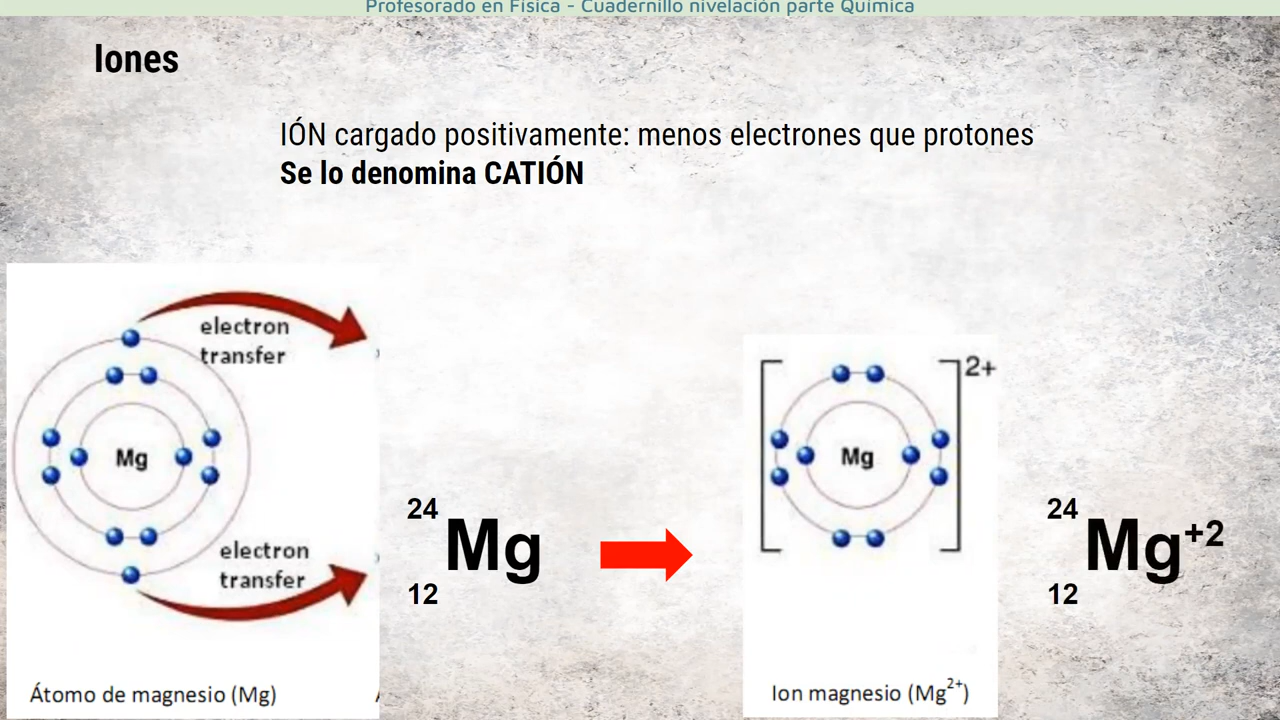 Profesorado en Física - Cuadernillo nivelación parte Química
Iones
IÓN cargado positivamente: menos electrones que protones
Se lo denomina CATIÓN
electron
transfer
Mg
electron
transfer
Átomo de magnesio (Mg)
24
Mg
12
2+
Mg
Ion magnesio (Mg2+)
24
Mg+2
12